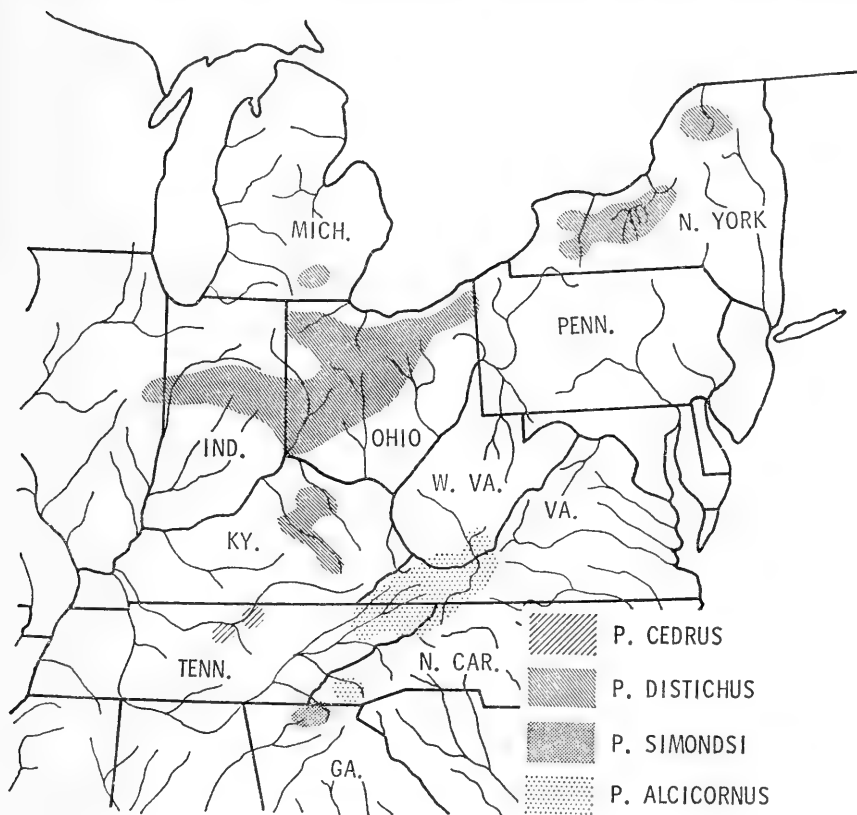 MICH.
N. YORK
PENN.
IND.
OHIO
W. VA.
VA.
KY.
TENN.
N. CAR.
GA.
P. CEDRUS
P. DISTICHUS
P. SIMONDSI
P. ALCICORNUS